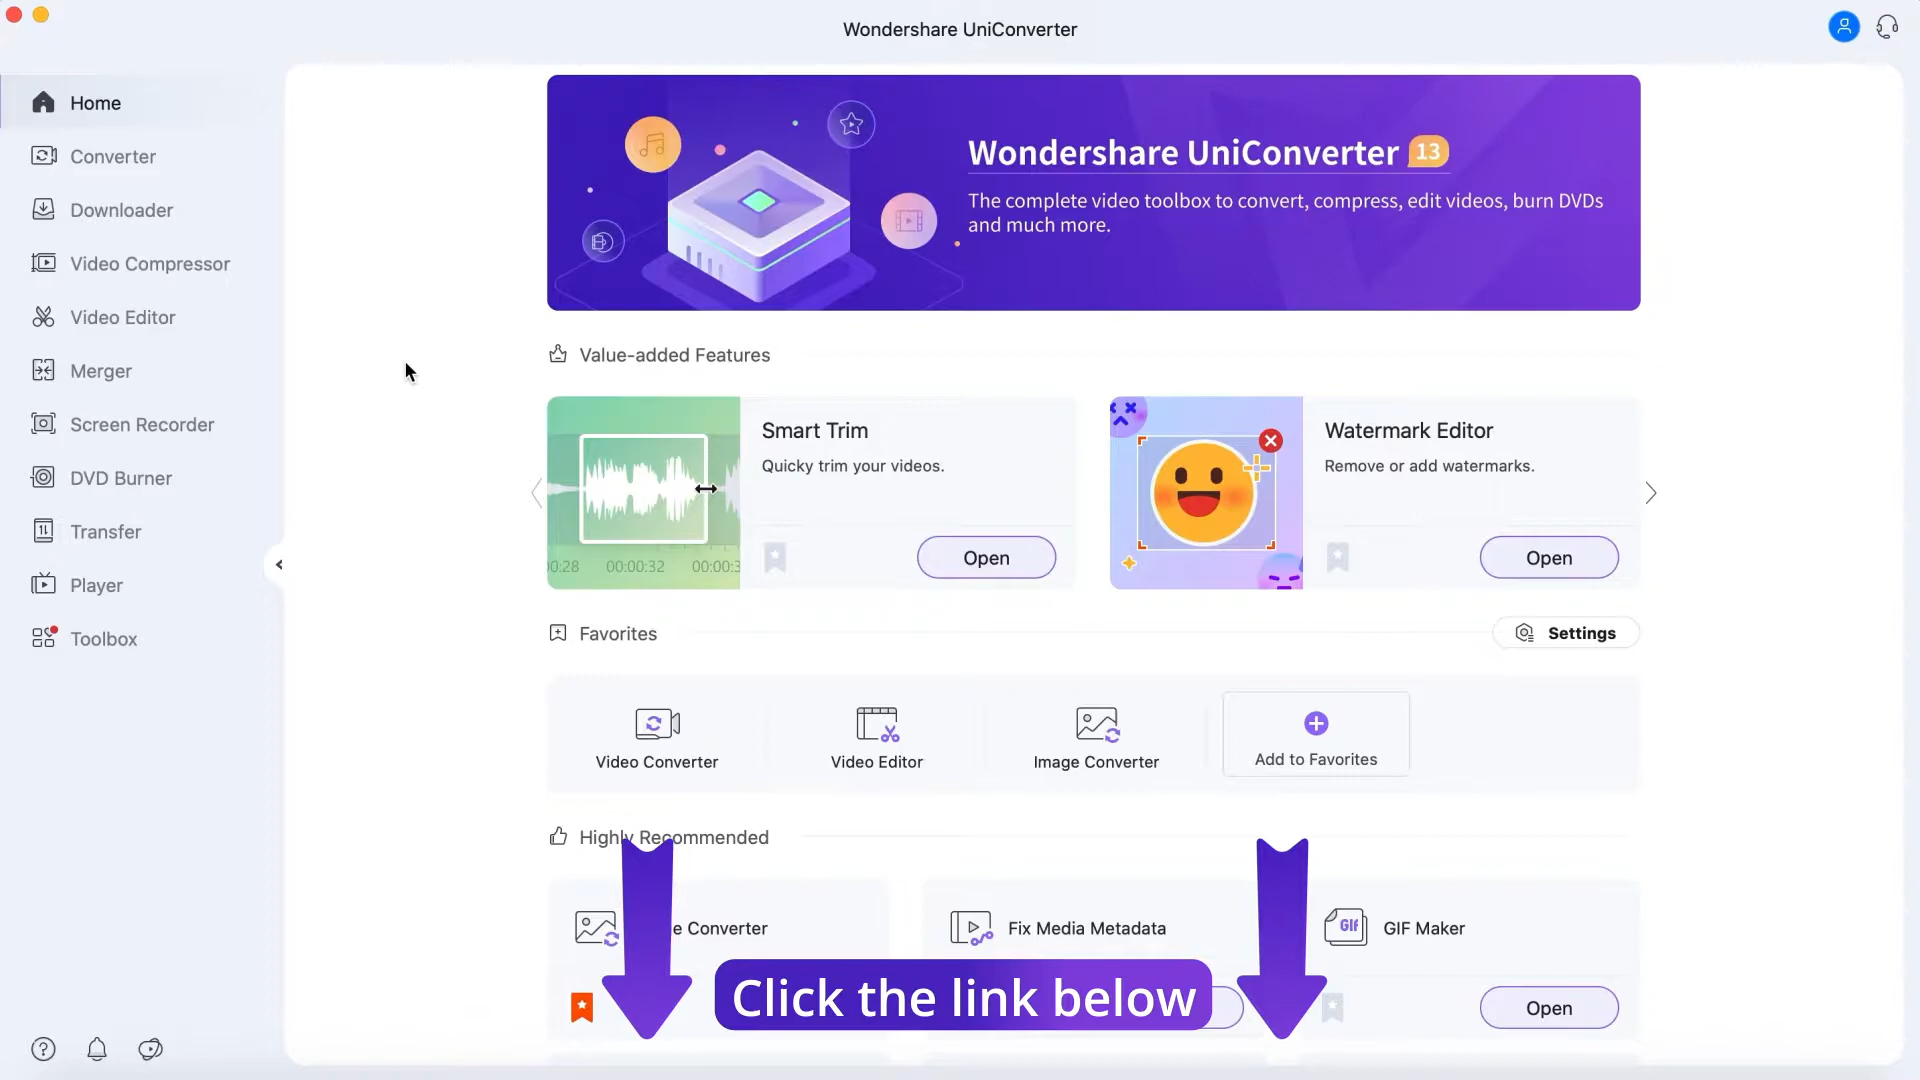 Wondershare UniConverter
Home
Converter
Downloader
Video Compressor
Video Editor
Merger
Screen Recorder
DVD Burner
Transfer
Player
Toolbox
Wondershare UniConverter 13
The complete video toolbox to convert, compress, edit videos, burn DVDs
and much more.
Value-added Features
Smart Trim
Quicky trim your videos.
00:00:32
Open
Watermark Editor
Remove or add watermarks.
Open
Favorites
Settings
Video Converter
Video Editor
Image Converter
Add to Favorites
Highly Recommended
e Converter
Fix Media Metadata
GIF
GIF Maker
Click the link below
Open